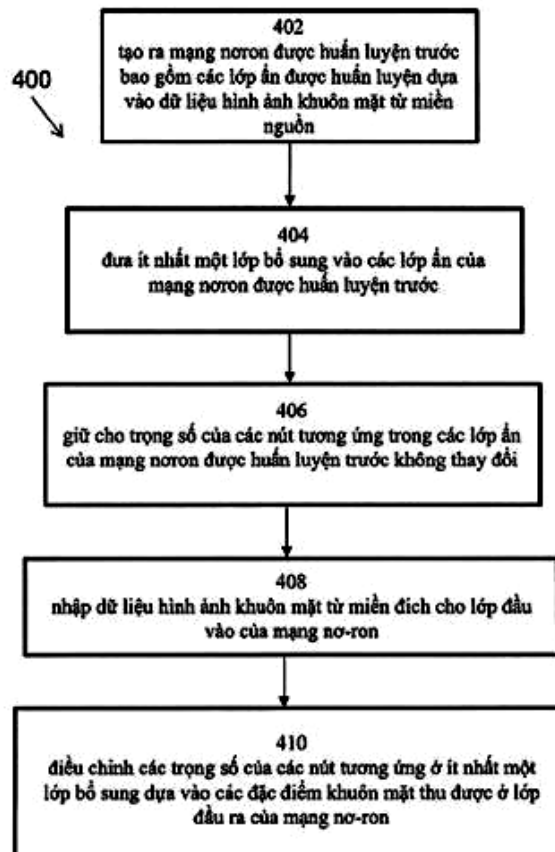 400
402
tạo ra mạng nơron được huấn luyện trước
bao gồm các lớp ẩn được huấn luyện dựa
vào dữ liệu hình ảnh khuôn mặt từ miền
nguồn
404
đưa ít nhất một lớp bổ sung vào các lớp ẩn của
mạng nơron được huấn luyện trước
406
giữ cho trọng số của các nút tương ứng trong các lớp ẩn
của mạng nơron được huấn luyện trước không thay đổi
408
nhập dữ liệu hình ảnh khuôn mặt từ miền đích cho lớp đầu
vào của mạng nơ-ron
410
điều chỉnh các trọng số của các nút tương ứng ở ít nhất một
lớp bổ sung dựa vào các đặc điểm khuôn mặt thu được ở lớp
đầu ra của mạng nơ-ron